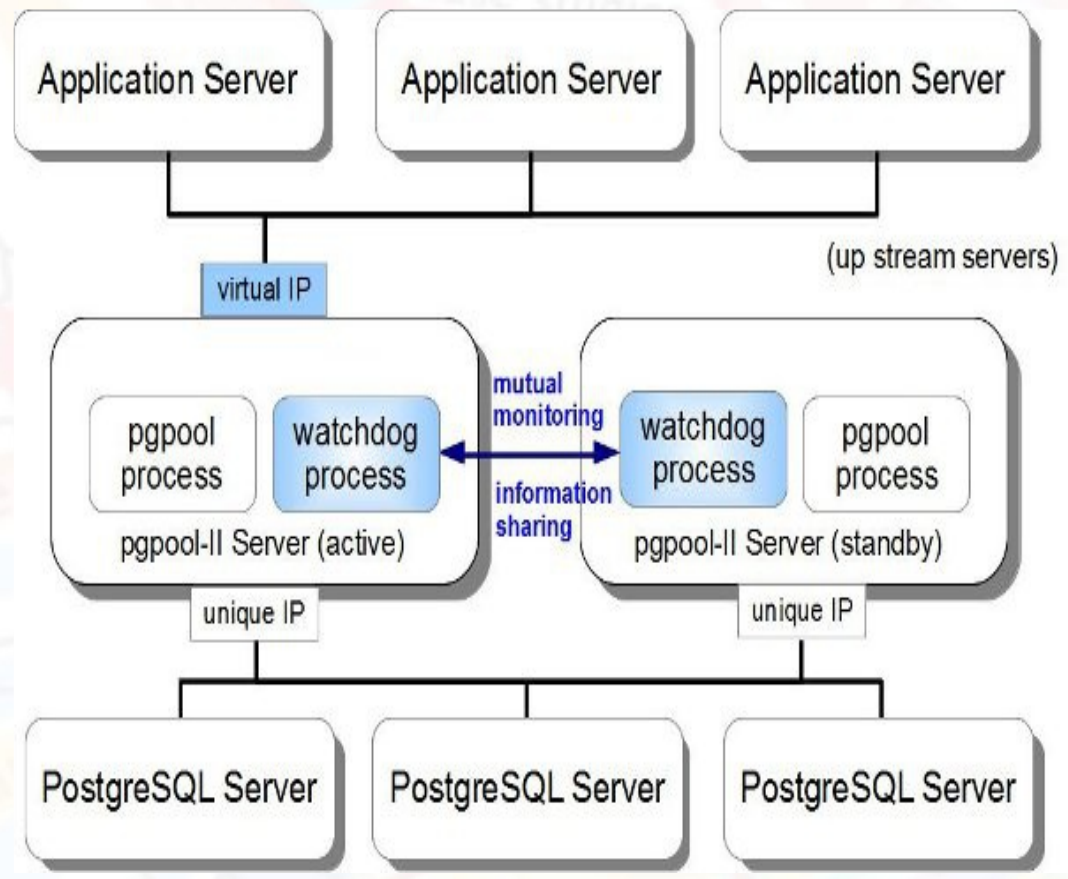 Application Server
Application Server
Application Server
(up stream servers)
virtual IP
mutual
monitoring
pgpool
process
watchdog
process
watchdog
process
pgpool
process
information
sharing
pgpool-II Server (active)
pgpool-II Server (standby)
unique IP
unique IP
PostgreSQL Server
PostgreSQL Server
PostgreSQL Server